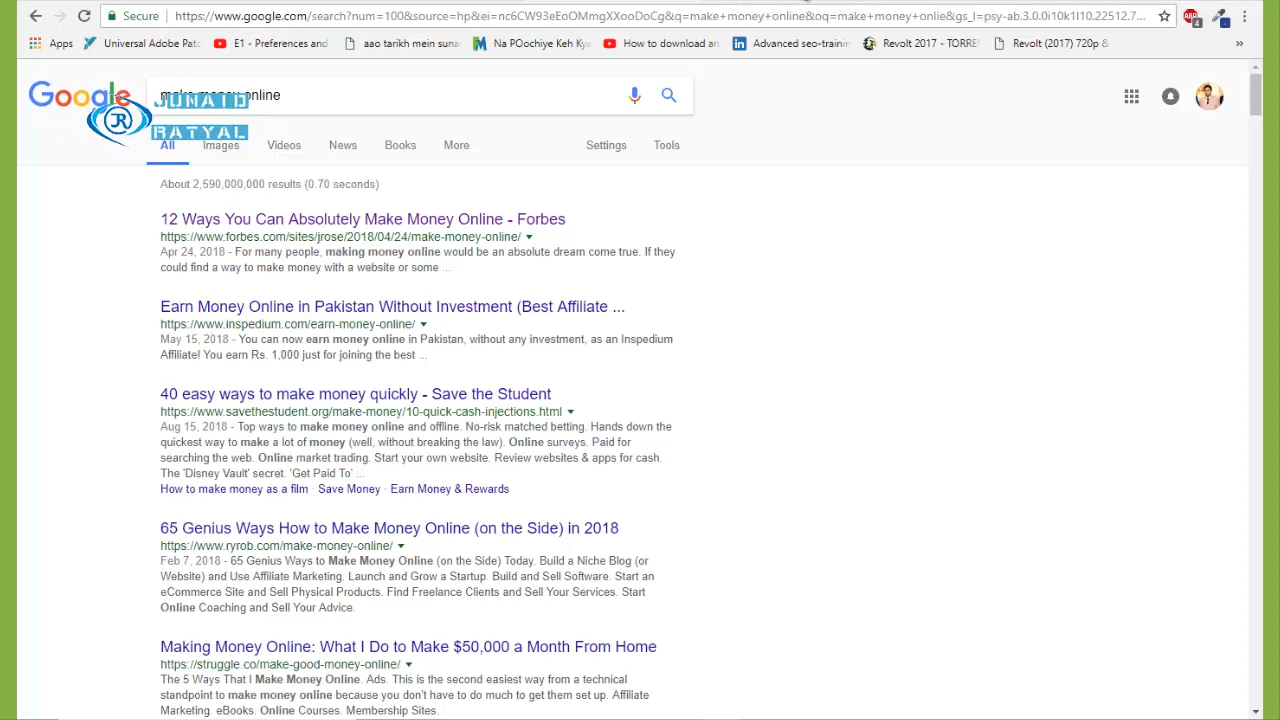 Secure
https://www.google.com/search?num=100&source=hp&ei=nc6CW93eEoOMmgXXooDoCg&q=make+money+online&oq=make+money+onlie&gs_l=psy-ab.3.0.0i10k1l10.22512.7...
Apps Universal Adobe Patc E1 - Preferences and aao tarikh mein suna Na POochiye Keh Kya How to download an Advanced seo-training Revolt 2017 - TORRE Revolt (2017) 720p &
Google make money online
JUNAID
JR
RATYAL
All Images Videos News Books More Settings Tools
About 2,590,000,000 results (0.70 seconds)
12 Ways You Can Absolutely Make Money Online - Forbes
https://www.forbes.com/sites/jrose/2018/04/24/make-money-online/
Apr 24, 2018 - For many people, making money online would be an absolute dream come true. If they
could find a way to make money with a website or some ...
Earn Money Online in Pakistan Without Investment (Best Affiliate ...
https://www.inspedium.com/earn-money-online/
May 15, 2018 - You can now earn money online in Pakistan, without any investment, as an Inspedium
Affiliate! You earn Rs. 1,000 just for joining the best ...
40 easy ways to make money quickly - Save the Student
https://www.savethestudent.org/make-money/10-quick-cash-injections.html
Aug 15, 2018 - Top ways to make money online and offline. No-risk matched betting. Hands down the
quickest way to make a lot of money (well, without breaking the law). Online surveys. Paid for
searching the web. Online market trading. Start your own website. Review websites & apps for cash.
The 'Disney Vault' secret. 'Get Paid To' ...
How to make money as a film · Save Money · Earn Money & Rewards
65 Genius Ways How to Make Money Online (on the Side) in 2018
https://www.ryrob.com/make-money-online/
Feb 7, 2018 - 65 Genius Ways to Make Money Online (on the Side) Today. Build a Niche Blog (or
Website) and Use Affiliate Marketing. Launch and Grow a Startup. Build and Sell Software. Start an
eCommerce Site and Sell Physical Products. Find Freelance Clients and Sell Your Services. Start
Online Coaching and Sell Your Advice.
Making Money Online: What I Do to Make $50,000 a Month From Home
https://struggle.co/make-good-money-online/
The 5 Ways That I Make Money Online. Ads. This is the second easiest way from a technical
standpoint to make money online because you don't have to do much to get them set up. Affiliate
Marketing. eBooks. Online Courses. Membership Sites.